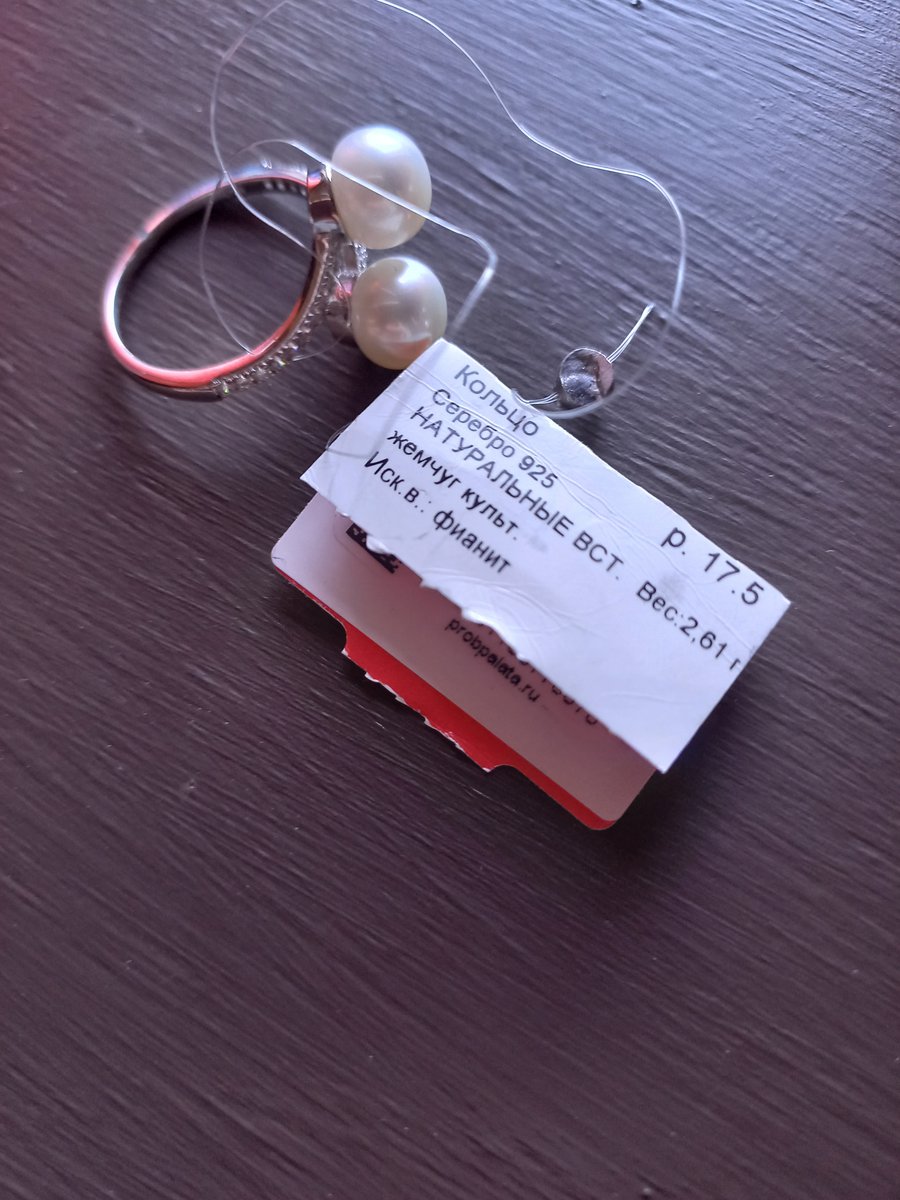 Кольцо
Серебро 925 р. 17.5
НАТУРАЛЬНЫЕ ВСТ. Вес:2,61 г
жемчуг культ.
Иск.в.: фианит
probpalata.ru